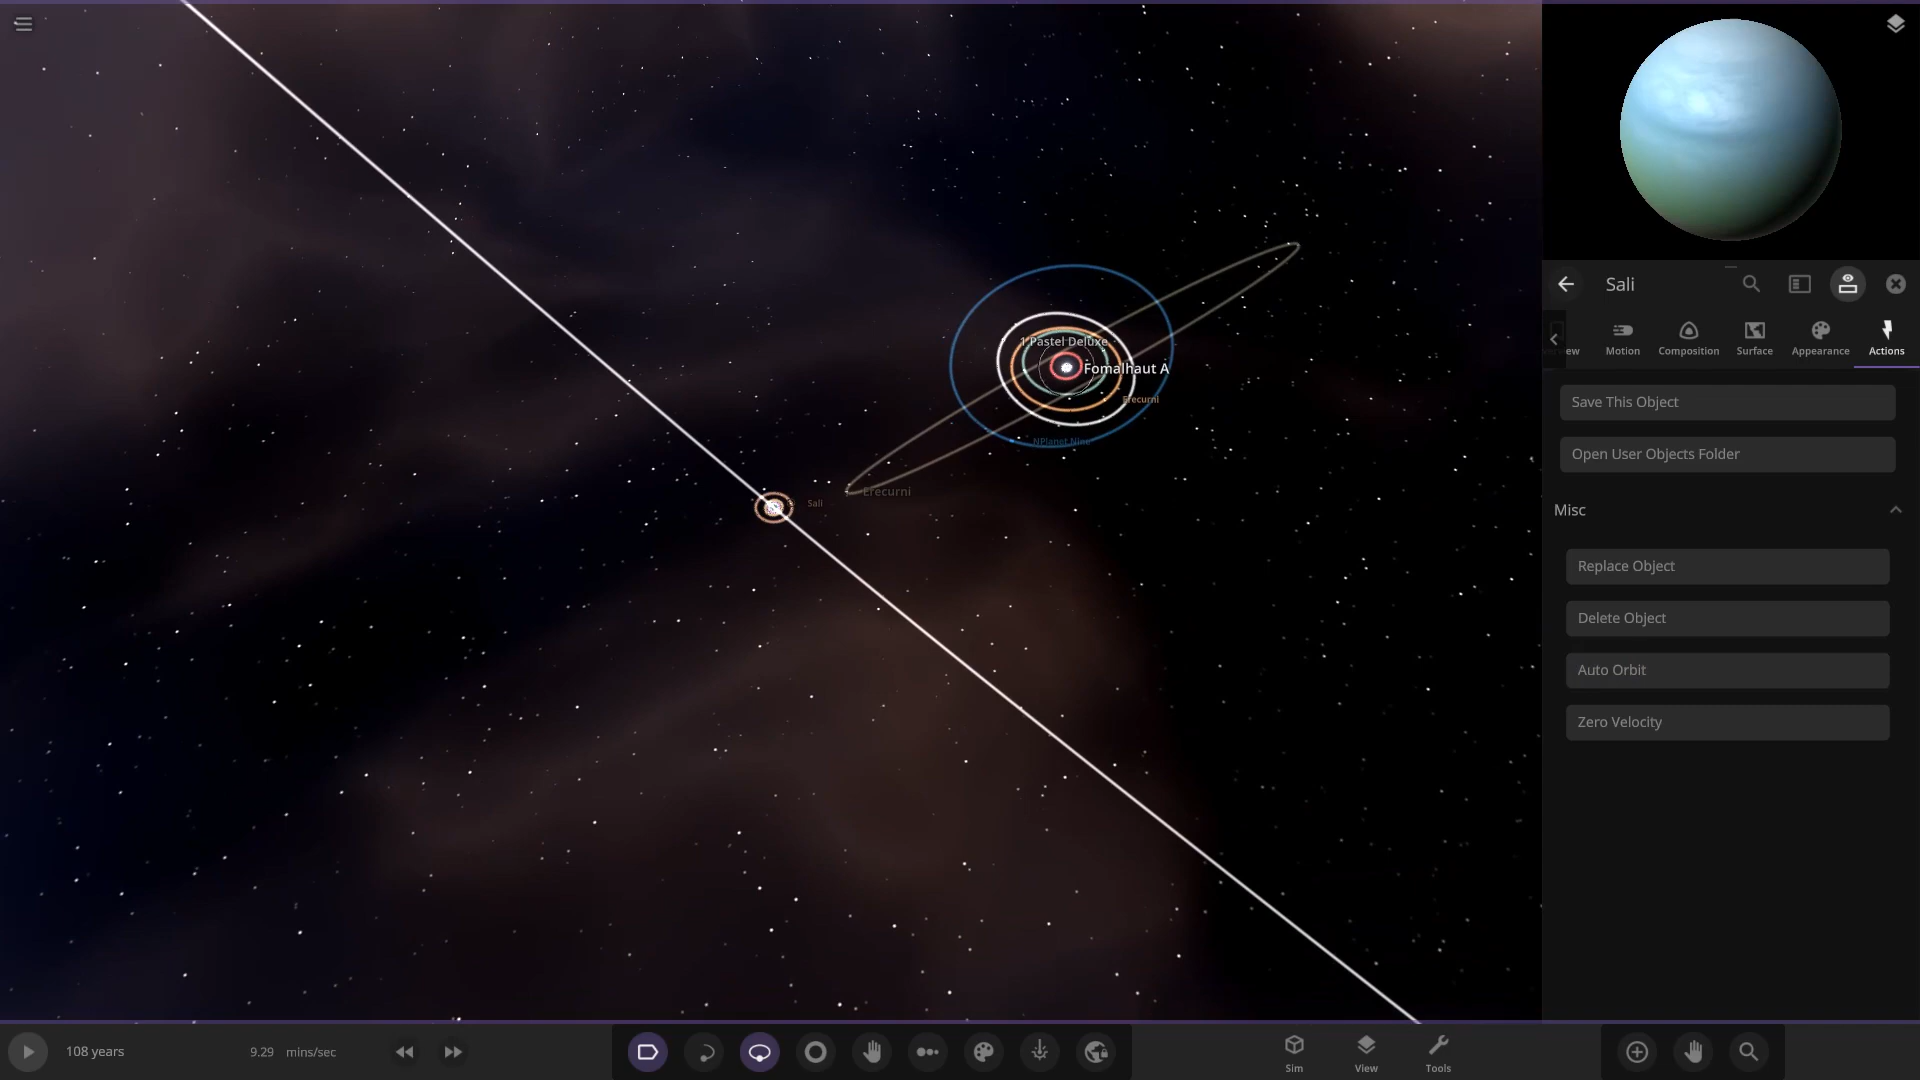 Sali
Motion
Composition
Surface
Appearance
Actions
Save This Object
Open User Objects Folder
Misc
Replace Object
Delete Object
Auto Orbit
Zero Velocity
1 Pastel Deluxe
Fomalhaut A
Erecurni
NPlanet Nine
Erecurni
Sali
108 years
9.29 mins/sec
Sim
View
Tools